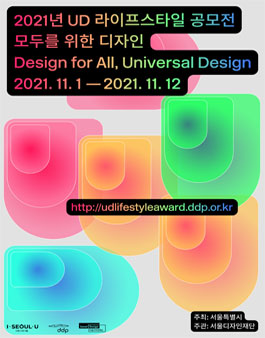 2021년 UD 라이프스타일 공모전
모두를 위한 디자인
Design for All, Universal Design
2021. 11. 1 — 2021. 11. 12
http://udlifestyleaward.ddp.or.kr
I·SEOUL·U
ddp
주최: 서울특별시
주관: 서울디자인재단